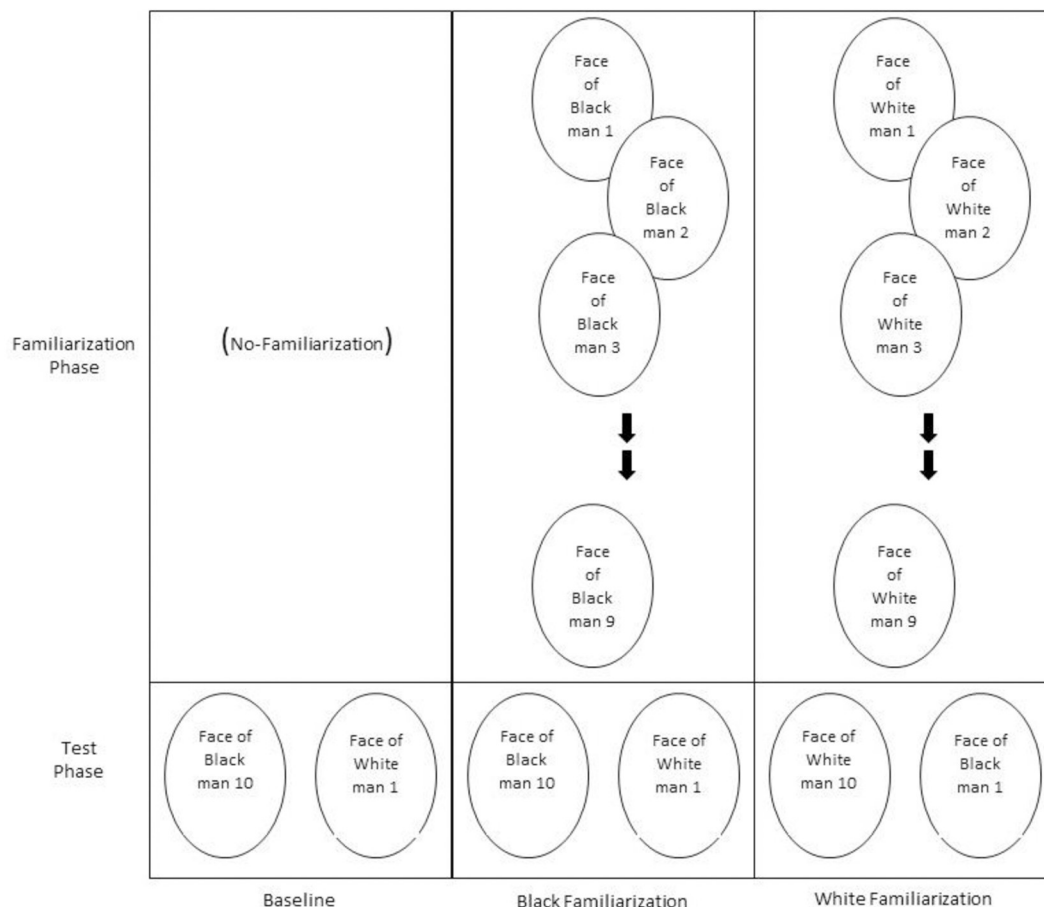 Face
of
Black
man 1
Face
of
Black
man 2
Face
of
Black
man 3
Face
of
Black
man 9
Face
of
White
man 1
Face
of
White
man 2
Face
of
White
man 3
Face
of
White
man 9
Familiarization
Phase
(No-Familiarization)
Test
Phase
Face of
Black
man 10
Face of
White
man 1
Face of
Black
man 10
Face of
White
man 1
Face of
White
man 10
Face of
Black
man 1
Baseline
Black Familiarization
White Familiarization